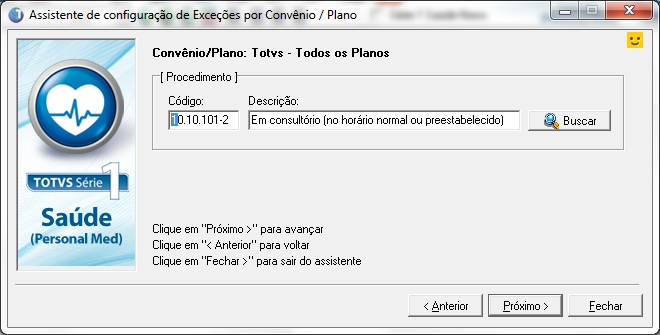 Assistente de configuração de Exceções por Convênio / Plano
Convênio/Plano: Totvs - Todos os Planos
[ Procedimento ]
Código:
Descrição:
10.10.101-2
Em consultório (no horário normal ou preestabelecido)
Buscar
TOTVS Série 1
Saúde
(Personal Med)
Clique em "Próximo >" para avançar
Clique em "< Anterior" para voltar
Clique em "Fechar >" para sair do assistente
< Anterior
Próximo >
Fechar